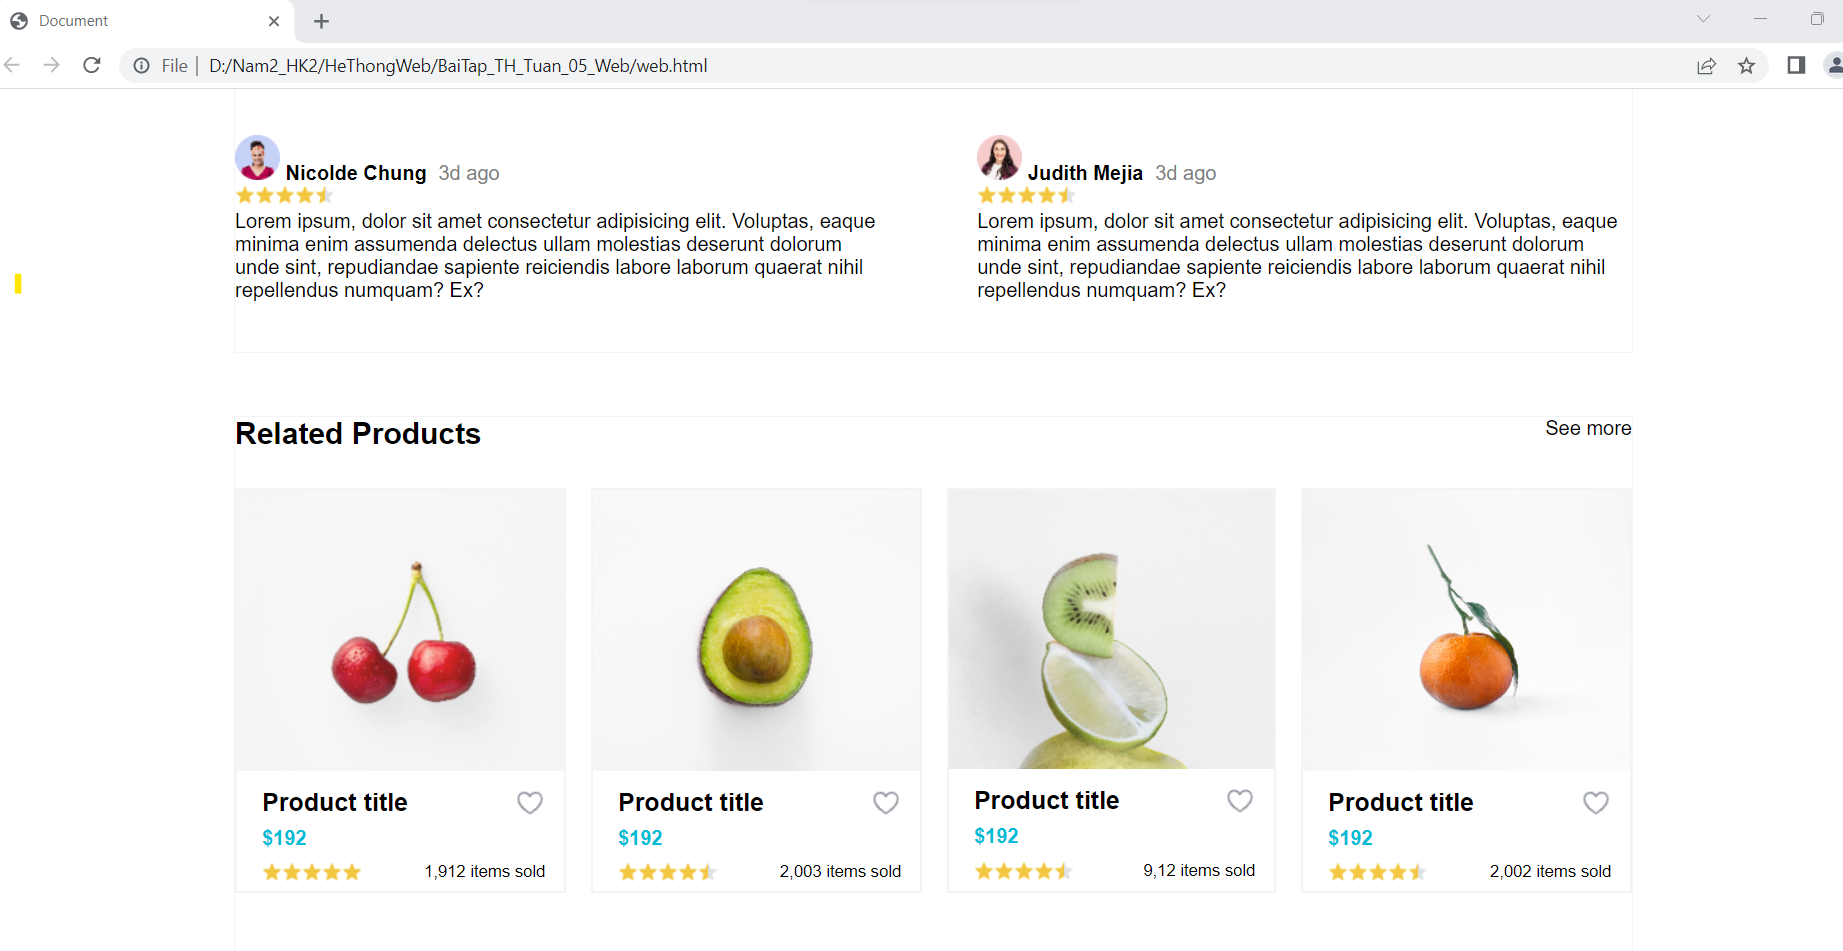 Document
File
D:/Nam2_HK2/HeThongWeb/BaiTap_TH_Tuan_05_Web/web.html
Nicolde Chung 3d ago
Lorem ipsum, dolor sit amet consectetur adipisicing elit. Voluptas, eaque
minima enim assumenda delectus ullam molestias deserunt dolorum
unde sint, repudiandae sapiente reiciendis labore laborum quaerat nihil
repellendus numquam? Ex?
Judith Mejia 3d ago
Lorem ipsum, dolor sit amet consectetur adipisicing elit. Voluptas, eaque
minima enim assumenda delectus ullam molestias deserunt dolorum
unde sint, repudiandae sapiente reiciendis labore laborum quaerat nihil
repellendus numquam? Ex?
Related Products
See more
Product title
$192
1,912 items sold
Product title
$192
2,003 items sold
Product title
$192
9,12 items sold
Product title
$192
2,002 items sold